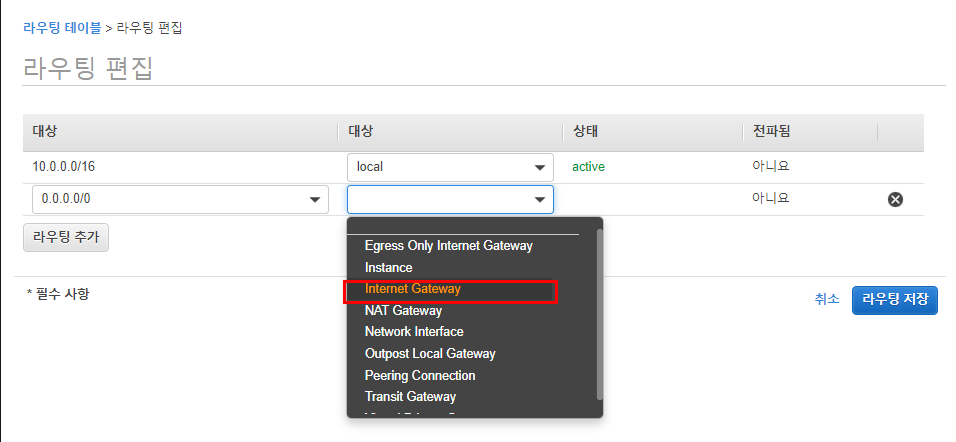 라우팅 테이블 > 라우팅 편집
라우팅 편집
대상 대상 상태 전파됨
10.0.0.0/16 local active 아니요
0.0.0.0/0 아니요
라우팅 추가
Egress Only Internet Gateway
Instance
Internet Gateway
NAT Gateway
Network Interface
Outpost Local Gateway
Peering Connection
Transit Gateway
* 필수 사항
취소 라우팅 저장